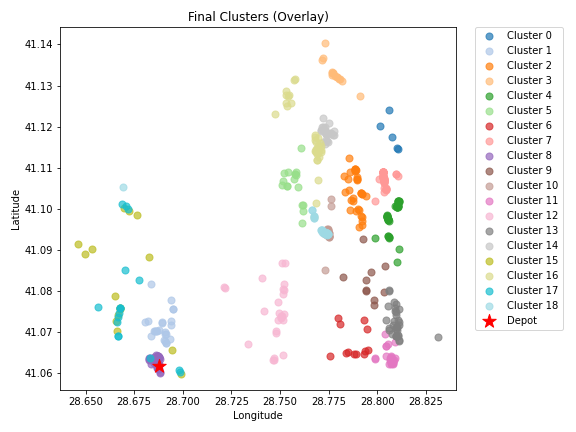 Final Clusters (Overlay)
41.14
41.13
41.12
41.11
41.10
41.09
41.08
41.07
41.06
Latitude
28.650
28.675
28.700
28.725
28.750
28.775
28.800
28.825
Longitude
Cluster 0
Cluster 1
Cluster 2
Cluster 3
Cluster 4
Cluster 5
Cluster 6
Cluster 7
Cluster 8
Cluster 9
Cluster 10
Cluster 11
Cluster 12
Cluster 13
Cluster 14
Cluster 15
Cluster 16
Cluster 17
Cluster 18
Depot